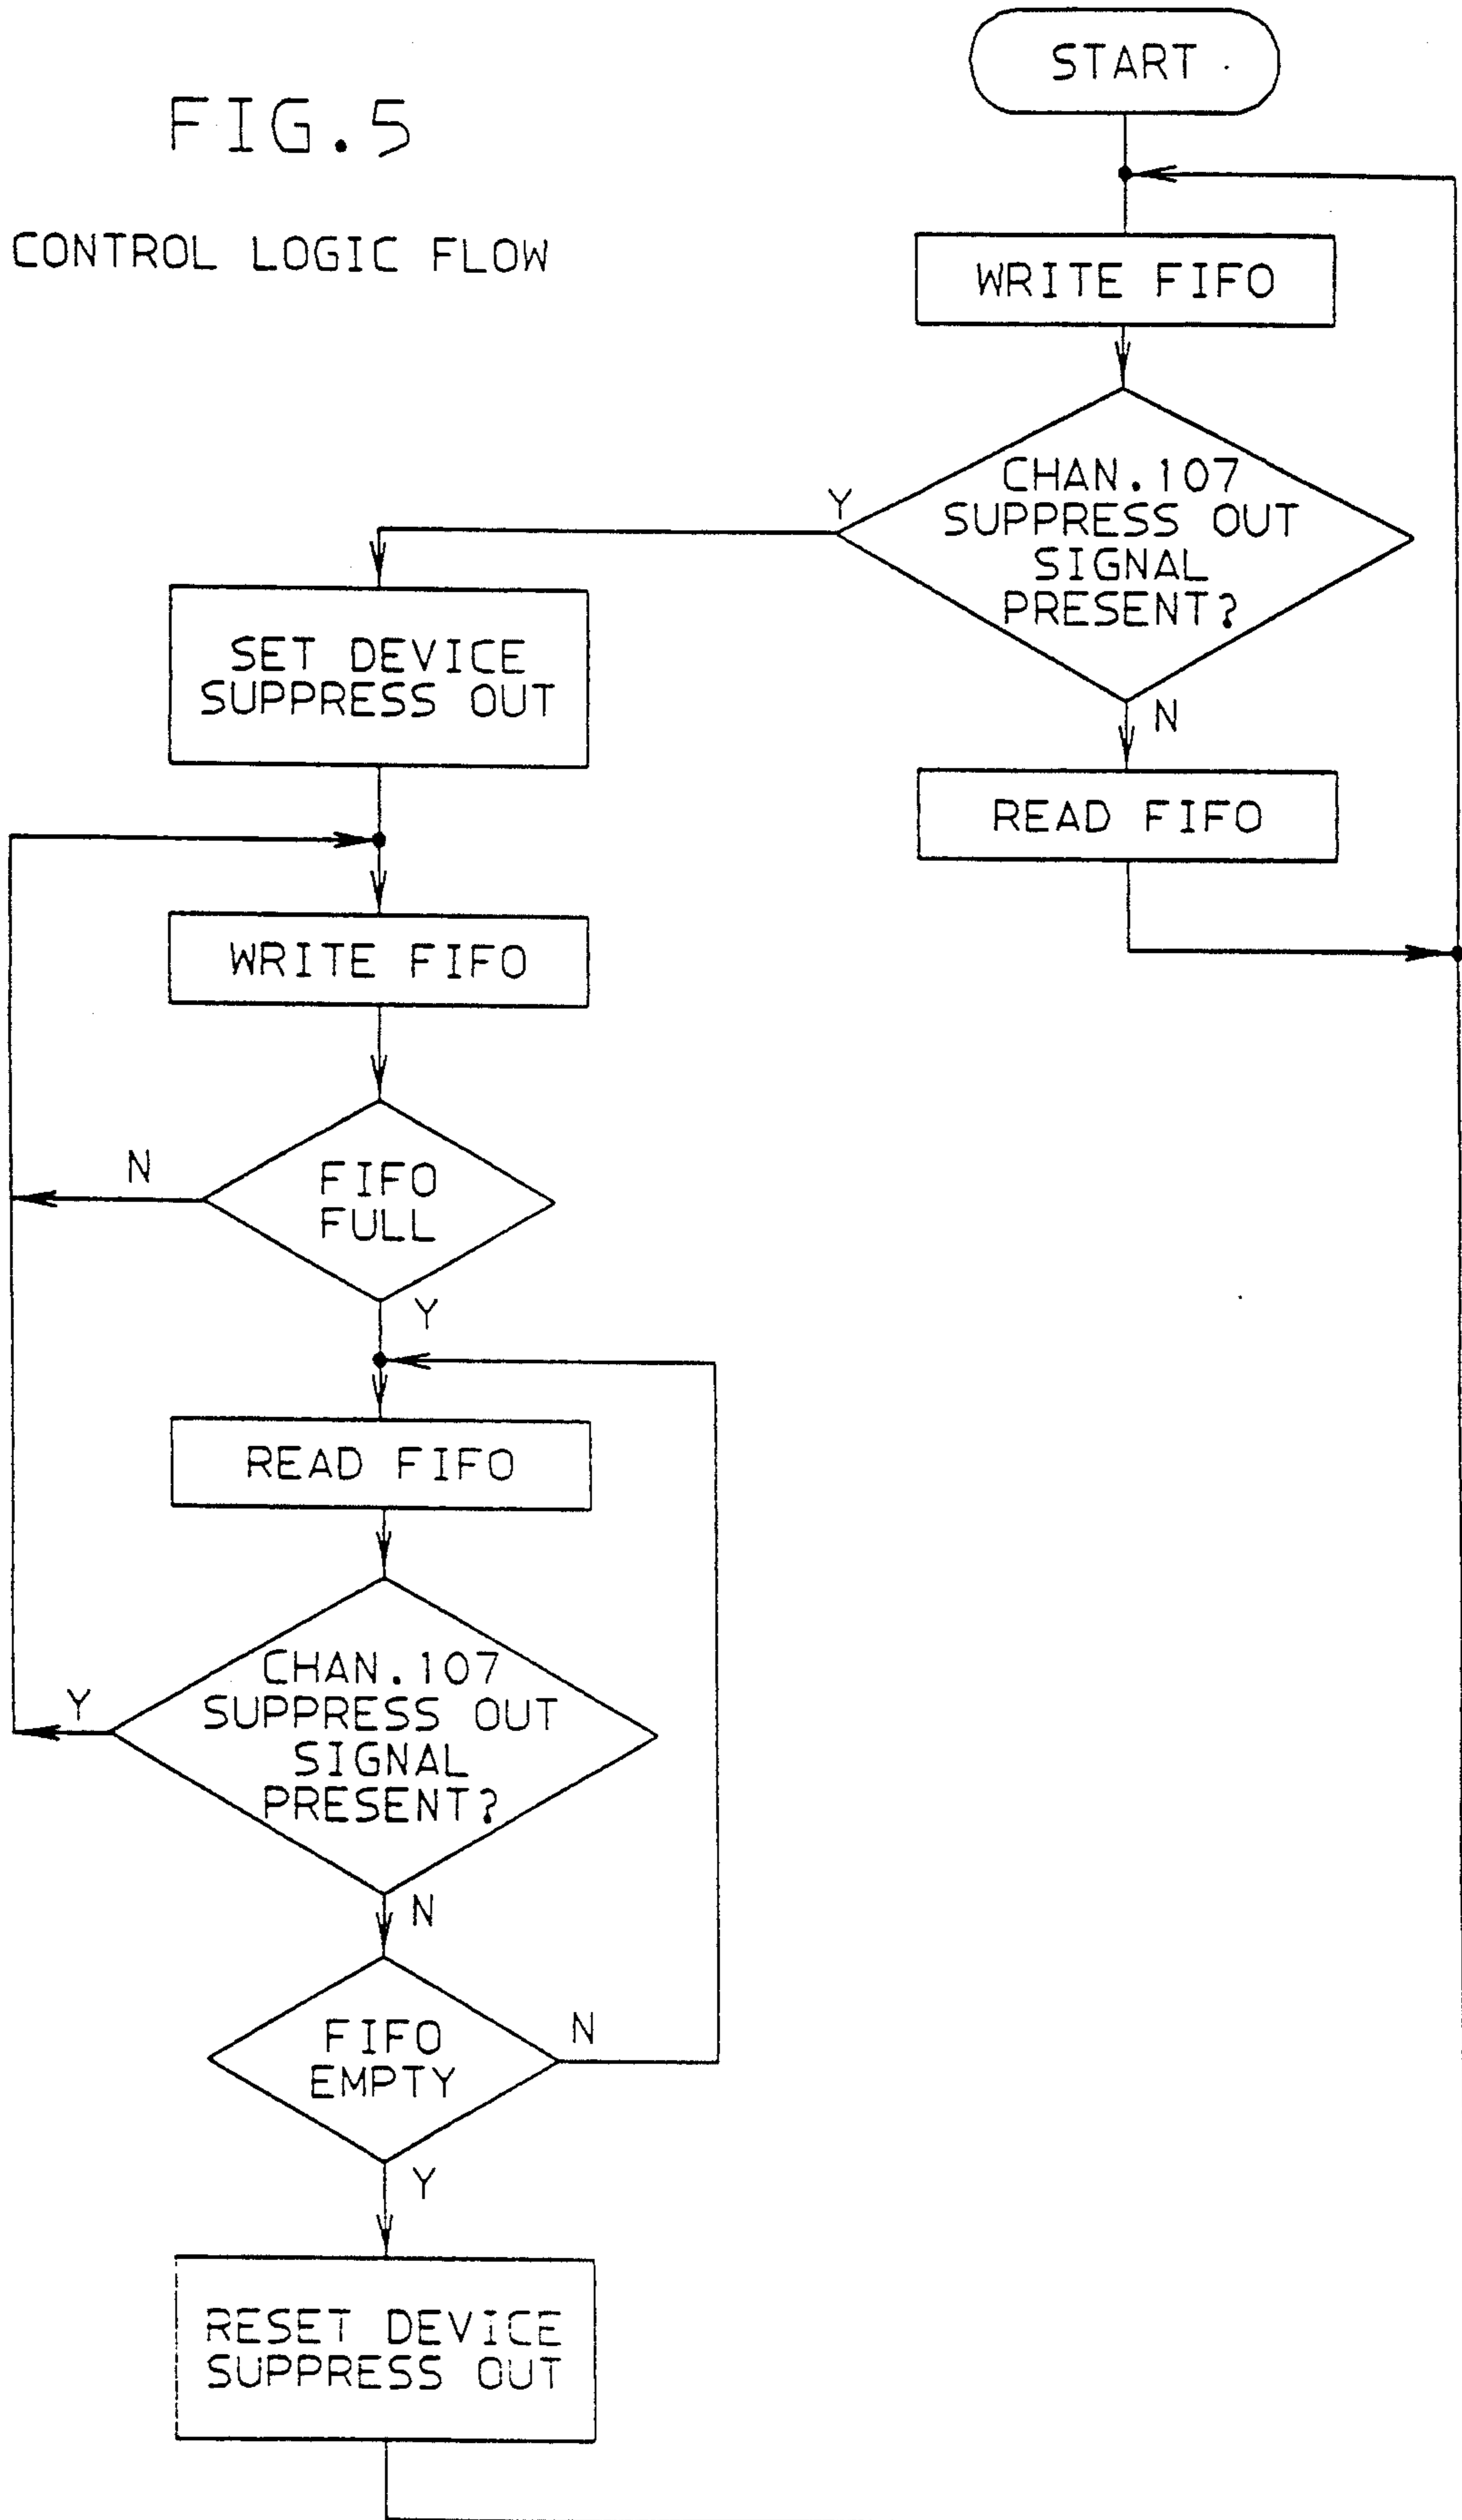 FIG.5
CONTROL LOGIC FLOW
START
WRITE FIFO
CHAN.107
SUPPRESS OUT
SIGNAL
PRESENT?
Y
N
READ FIFO
SET DEVICE
SUPPRESS OUT
WRITE FIFO
FIFO
FULL
N
Y
READ FIFO
CHAN.107
SUPPRESS OUT
SIGNAL
PRESENT?
Y
N
FIFO
EMPTY
N
Y
RESET DEVICE
SUPPRESS OUT